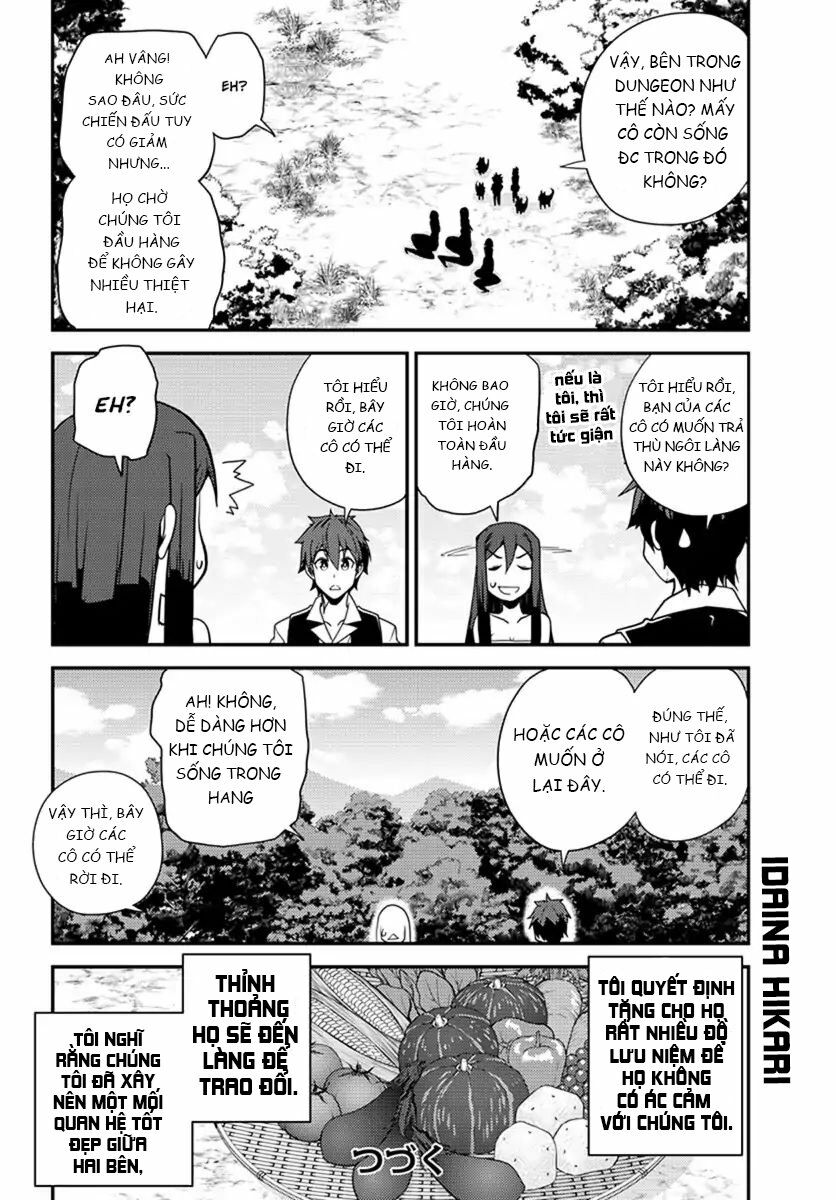 VẬY, BÊN TRONG
DUNGEON NHƯ
THẾ NÀO? MẤY
CÔ CÒN SỐNG
ĐC TRONG ĐÓ
KHÔNG?
EH?
AH VÂNG!
KHÔNG
SAO ĐÂU, SỨC
CHIẾN ĐẤU TUY
CÓ GIẢM
NHƯNG...
HỌ CHỜ
CHÚNG TÔI
ĐẦU HÀNG
ĐỂ KHÔNG GÂY
NHIỀU THIỆT
HẠI.
TÔI HIỂU RỒI,
BẠN CỦA CÁC
CÔ CÓ MUỐN TRẢ
THÙ NGÔI LÀNG
NÀY KHÔNG?
nếu là
tôi, thì
tôi sẽ rất
tức giận
KHÔNG BAO
GIỜ, CHÚNG
TÔI HOÀN
TOÀN ĐẦU
HÀNG.
TÔI HIỂU
RỒI, BÂY
GIỜ CÁC
CÔ CÓ THỂ
ĐI.
EH?
ĐÚNG THẾ,
NHƯ TÔI ĐÃ
NÓI, CÁC CÔ
CÓ THỂ ĐI.
HOẶC CÁC CÔ
MUỐN Ở
LẠI ĐÂY.
AH! KHÔNG,
DỄ DÀNG HƠN
KHI CHÚNG TÔI
SỐNG TRONG
HANG
VẬY THÌ, BÂY
GIỜ CÁC
CÔ CÓ THỂ
RỜI ĐI.
IDAINA HIKARI
TÔI QUYẾT ĐỊNH
TẶNG CHO HỌ
RẤT NHIỀU ĐỒ
LƯU NIỆM ĐỂ
HỌ KHÔNG
CÓ ÁC CẢM
VỚI CHÚNG TÔI.
THỈNH
THOẢNG
HỌ SẼ ĐẾN
LÀNG ĐỂ
TRAO ĐỔI.
TÔI NGHĨ
RẰNG CHÚNG
TÔI ĐÃ XÂY
NÊN MỘT MỐI
QUAN HỆ TỐT
ĐẸP GIỮA
HAI BÊN,
つづく